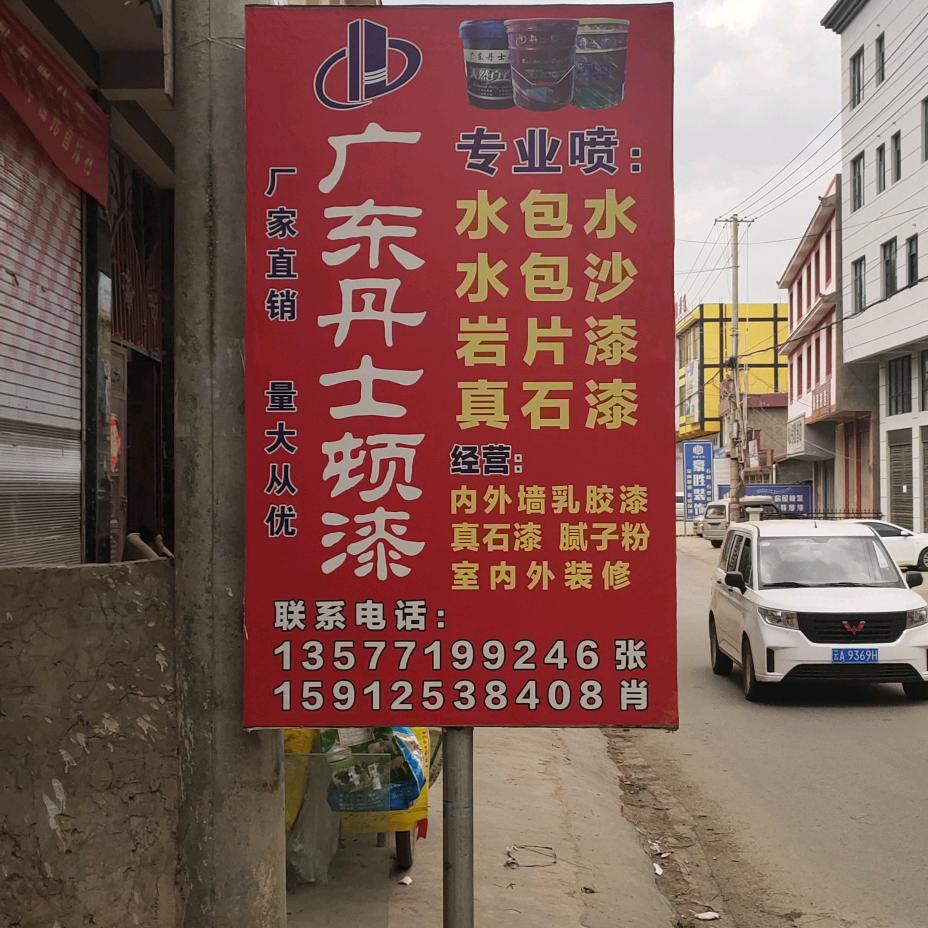 厂家直销 量大从优
广东丹士顿漆
专业喷：
水包水
水包沙
岩片漆
真石漆
经营：
内外墙乳胶漆
真石漆 腻子粉
室内外装修
联系电话：
13577199246 张
15912538408 肖
云A 9369H